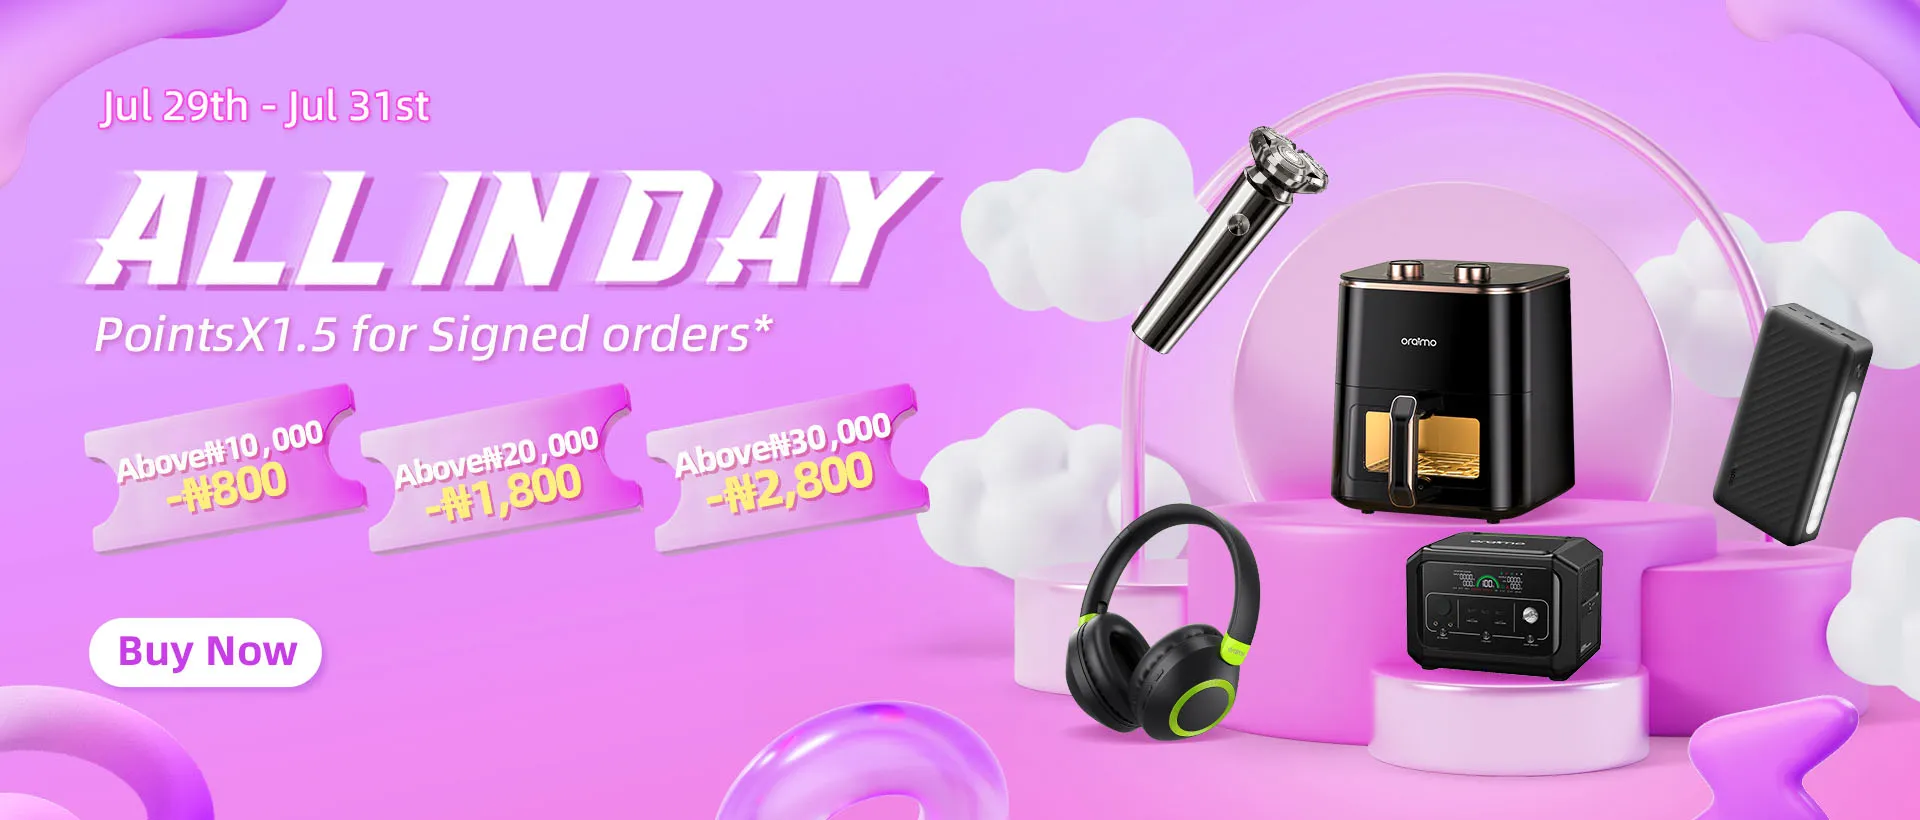 Jul 29th - Jul 31st
ALL IN DAY
PointsX1.5 for Signed orders*
Above₦10,000
-₦800
Above₦20,000
-₦1,800
Above₦30,000
-₦2,800
Buy Now
oraimo
oraimo